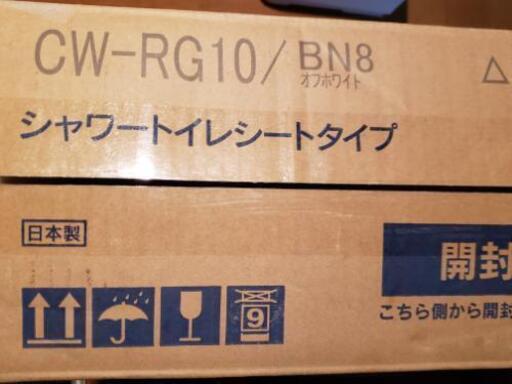 CW-RG10/BN8
オフホワイト
シャワートイレシートタイプ
日本製
開封
こちら側から開封
9